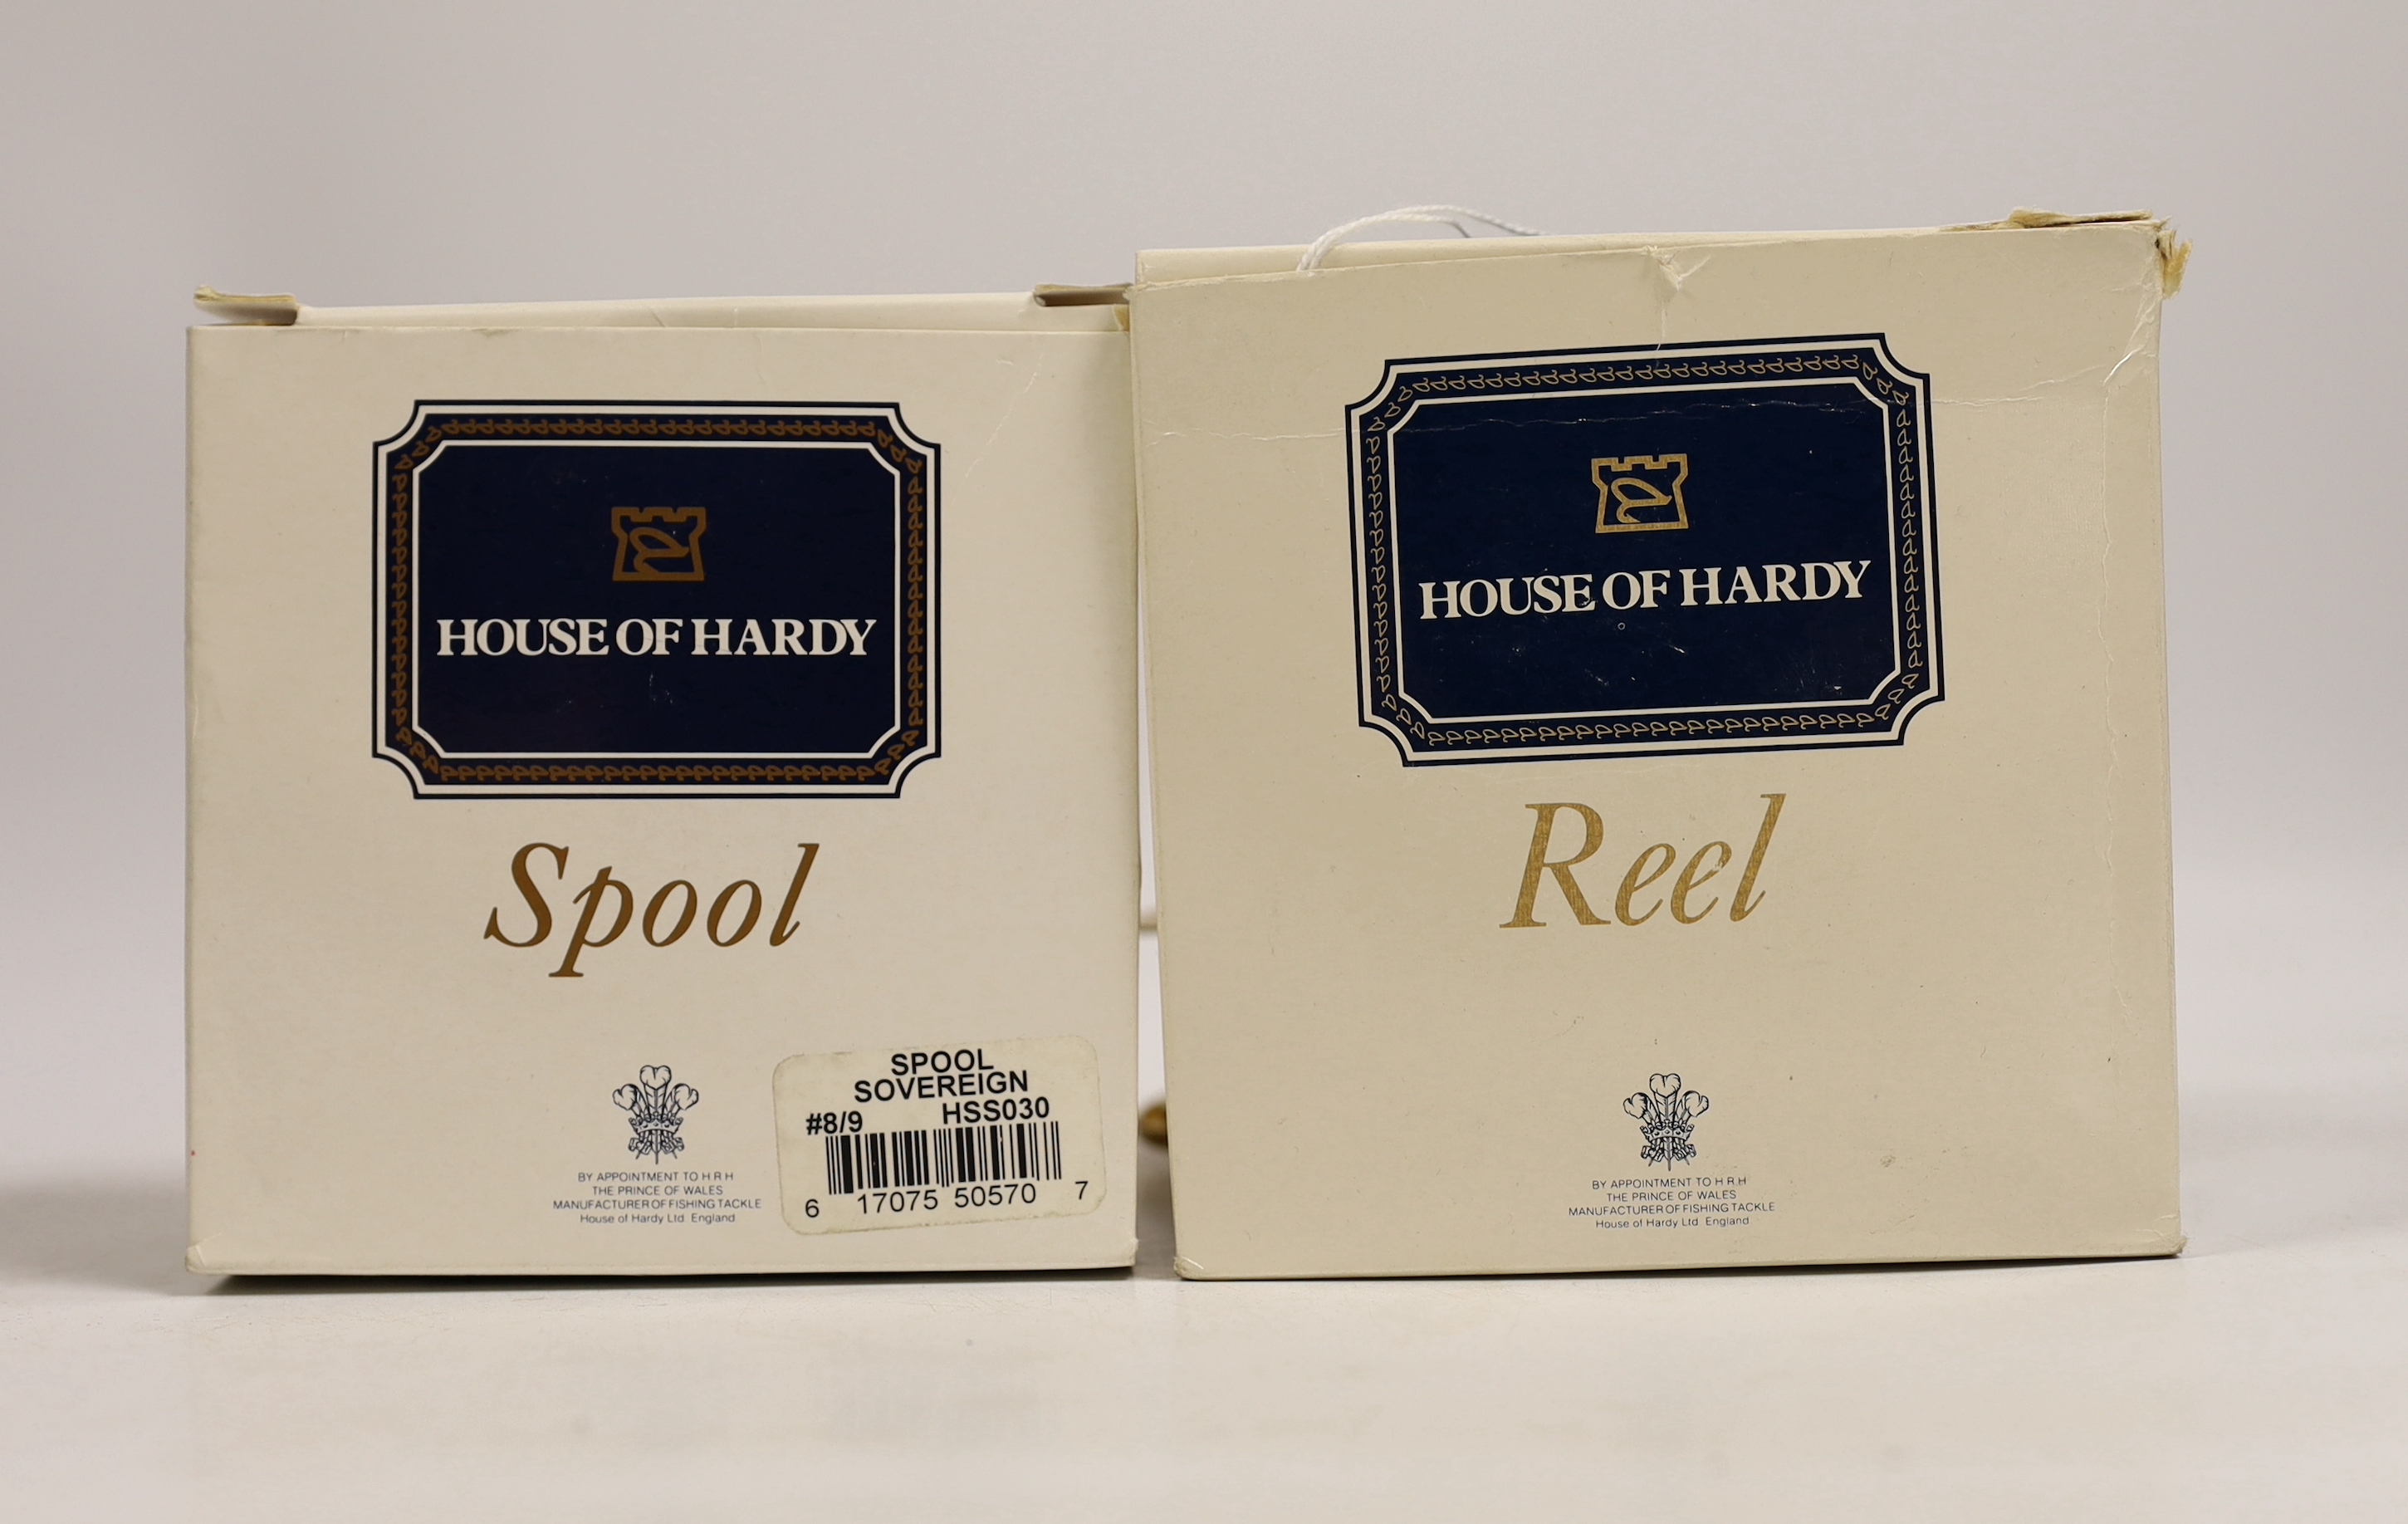 HOUSE OF HARDY
Spool
BY APPOINTMENT TO H R H
THE PRINCE OF WALES
MANUFACTURER OF FISHING TACKLE
House of Hardy Ltd England
SPOOL
SOVEREIGN
#8/9 HSS030
6 17075 50570 7
HOUSE OF HARDY
Reel
BY APPOINTMENT TO H R H
THE PRINCE OF WALES
MANUFACTURER OF FISHING TACKLE
House of Hardy Ltd England